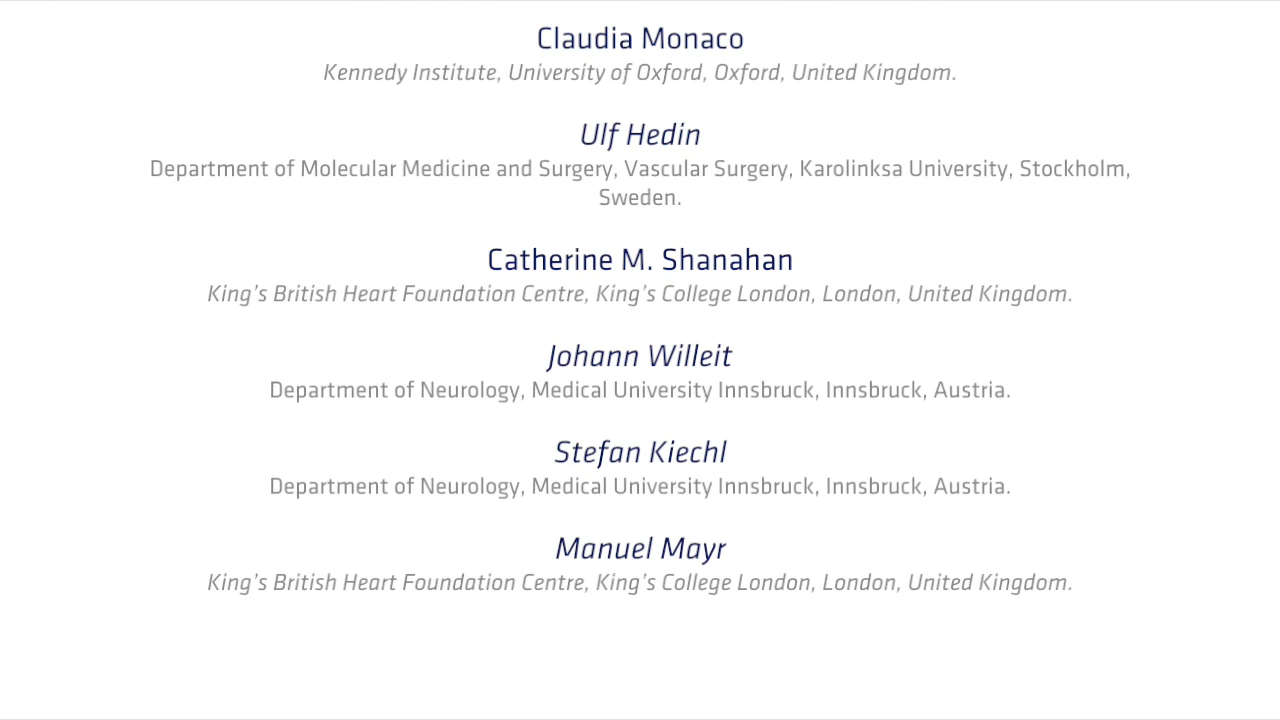 Claudia Monaco
Kennedy Institute, University of Oxford, Oxford, United Kingdom.
Ulf Hedin
Department of Molecular Medicine and Surgery, Vascular Surgery, Karolinksa University, Stockholm,
Sweden.
Catherine M. Shanahan
King's British Heart Foundation Centre, King's College London, London, United Kingdom.
Johann Willeit
Department of Neurology, Medical University Innsbruck, Innsbruck, Austria.
Stefan Kiechl
Department of Neurology, Medical University Innsbruck, Innsbruck, Austria.
Manuel Mayr
King's British Heart Foundation Centre, King's College London, London, United Kingdom.